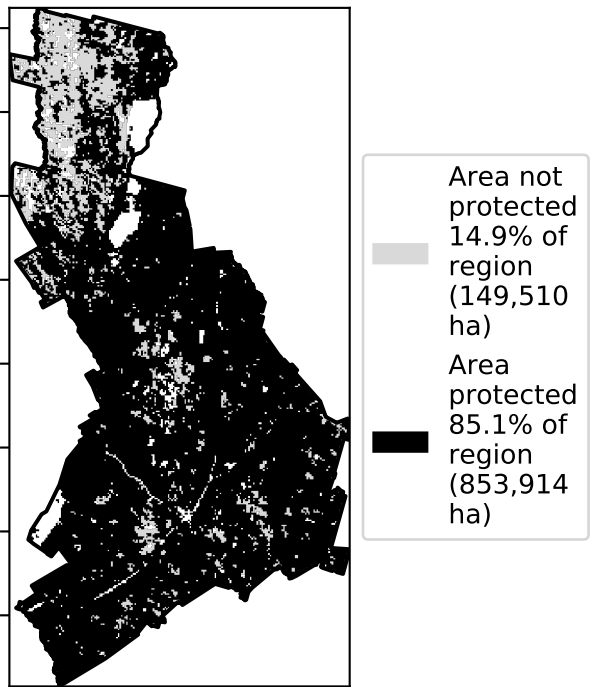 Area not
protected
14.9% of
region
(149,510
ha)
Area
protected
85.1% of
region
(853,914
ha)